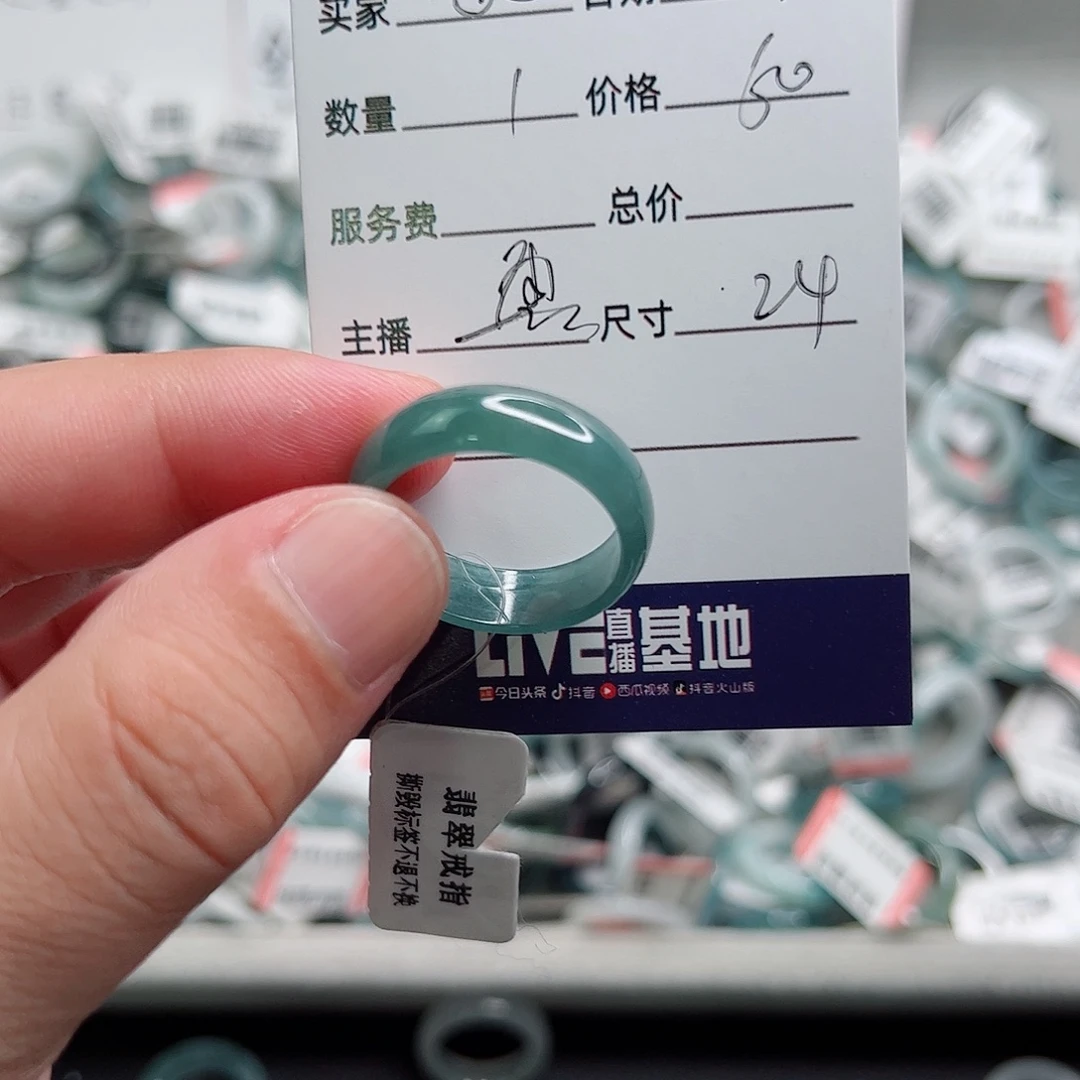 买家 日期
数量 1 价格 60
服务费 总价
主播 尺寸 24
LIVE 直播 基地
今日头条 抖音 西瓜视频 抖音火山版
翡翠戒指
撕毁标签不退不换